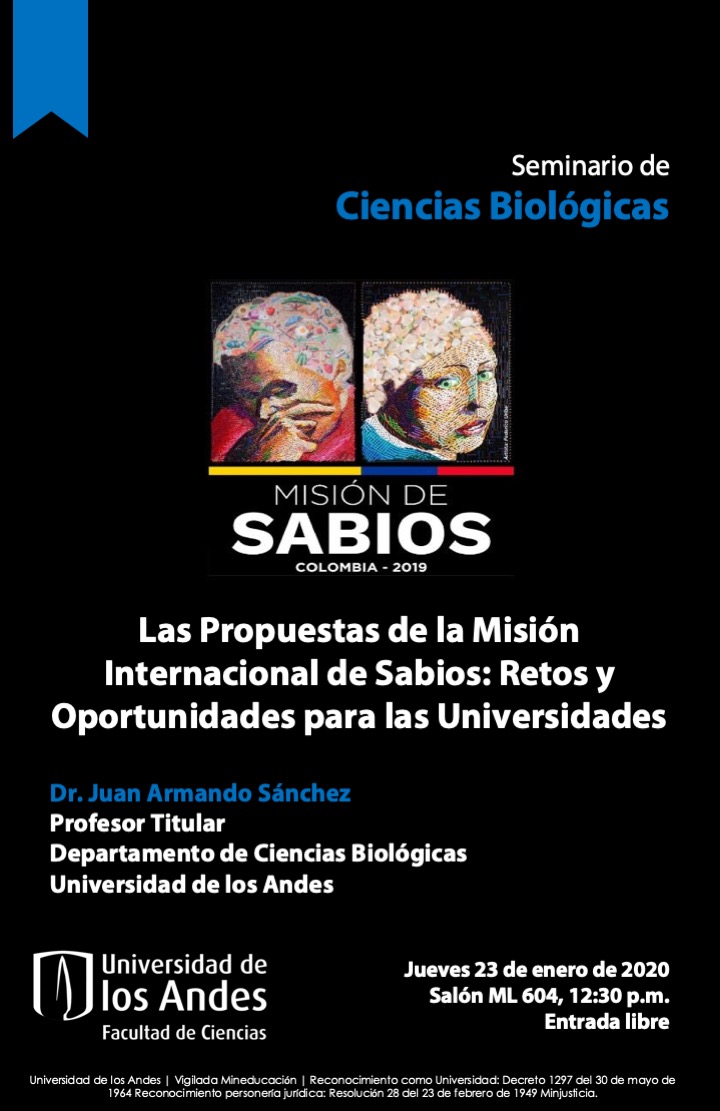 Seminario de
Ciencias Biológicas
Artista: Federico Uribe
MISIÓN DE
SABIOS
COLOMBIA - 2019
Las Propuestas de la Misión
Internacional de Sabios: Retos y
Oportunidades para las Universidades
Dr. Juan Armando Sánchez
Profesor Titular
Departamento de Ciencias Biológicas
Universidad de los Andes
Universidad de
los Andes
Facultad de Ciencias
Jueves 23 de enero de 2020
Salón ML 604, 12:30 p.m.
Entrada libre
Universidad de los Andes | Vigilada Mineducación | Reconocimiento como Universidad: Decreto 1297 del 30 de mayo de
1964 Reconocimiento personería jurídica: Resolución 28 del 23 de febrero de 1949 Minjusticia.